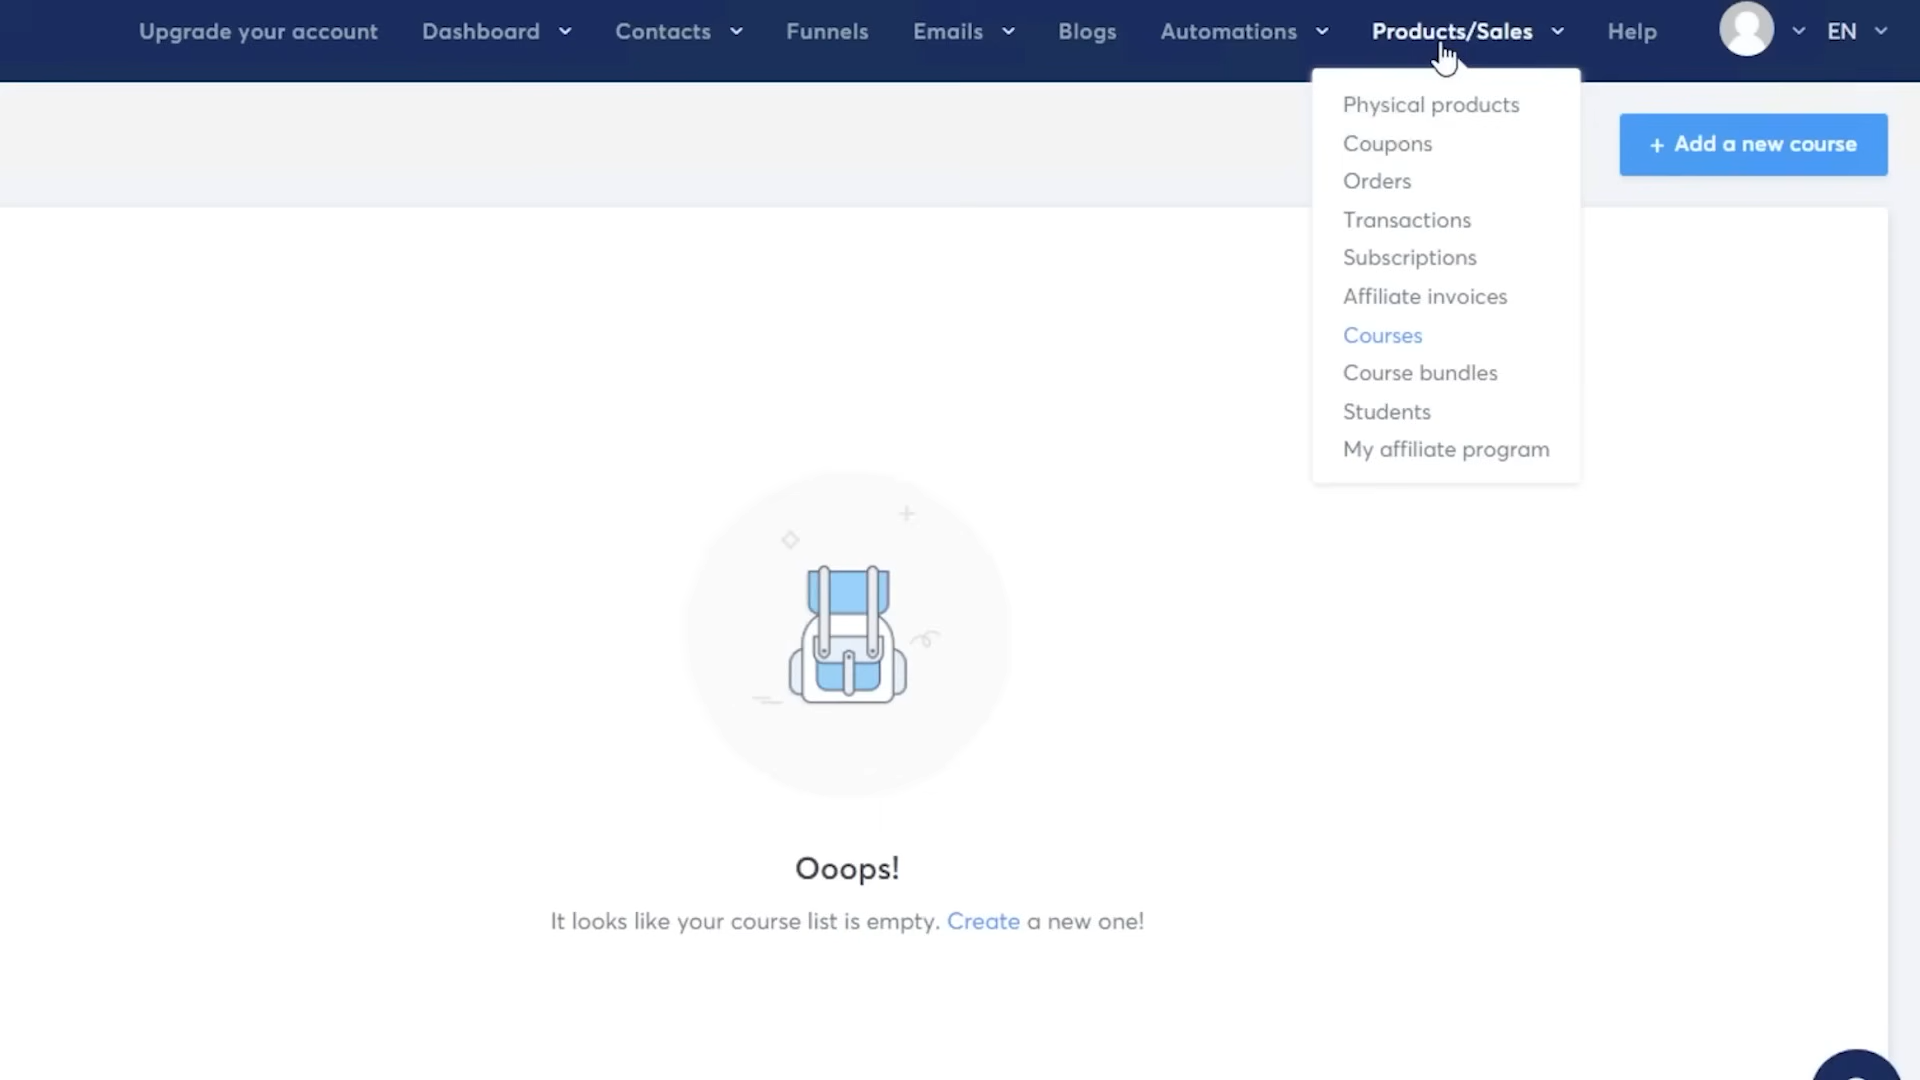 Upgrade your account Dashboard Contacts Funnels Emails Blogs Automations Products/Sales Help EN
Physical products
+ Add a new course
Coupons
Orders
Transactions
Subscriptions
Affiliate invoices
Courses
Course bundles
Students
My affiliate program
Ooops!
It looks like your course list is empty. Create a new one!